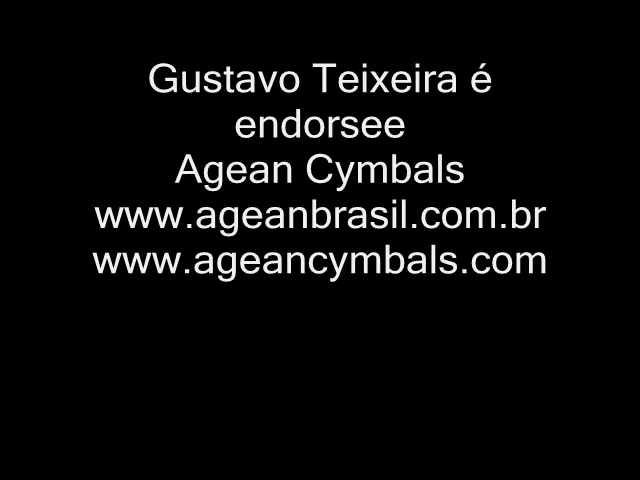 Gustavo Teixeira é
endorsee
Agean Cymbals
www.ageanbrasil.com.br
www.ageancymbals.com